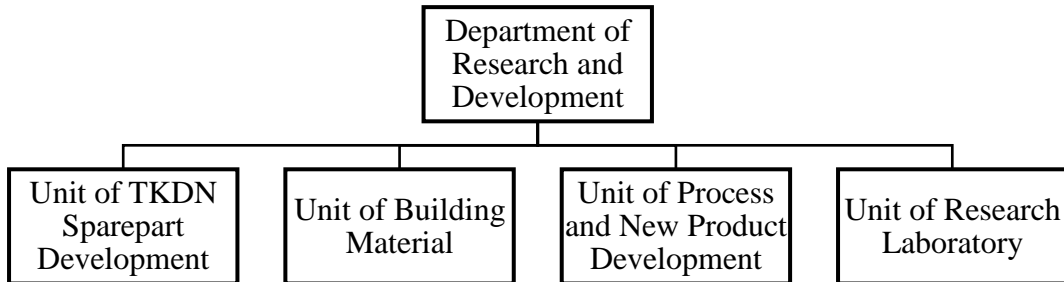 Department of
Research and
Development
Unit of TKDN
Sparepart
Development
Unit of Building
Material
Unit of Process
and New Product
Development
Unit of Research
Laboratory